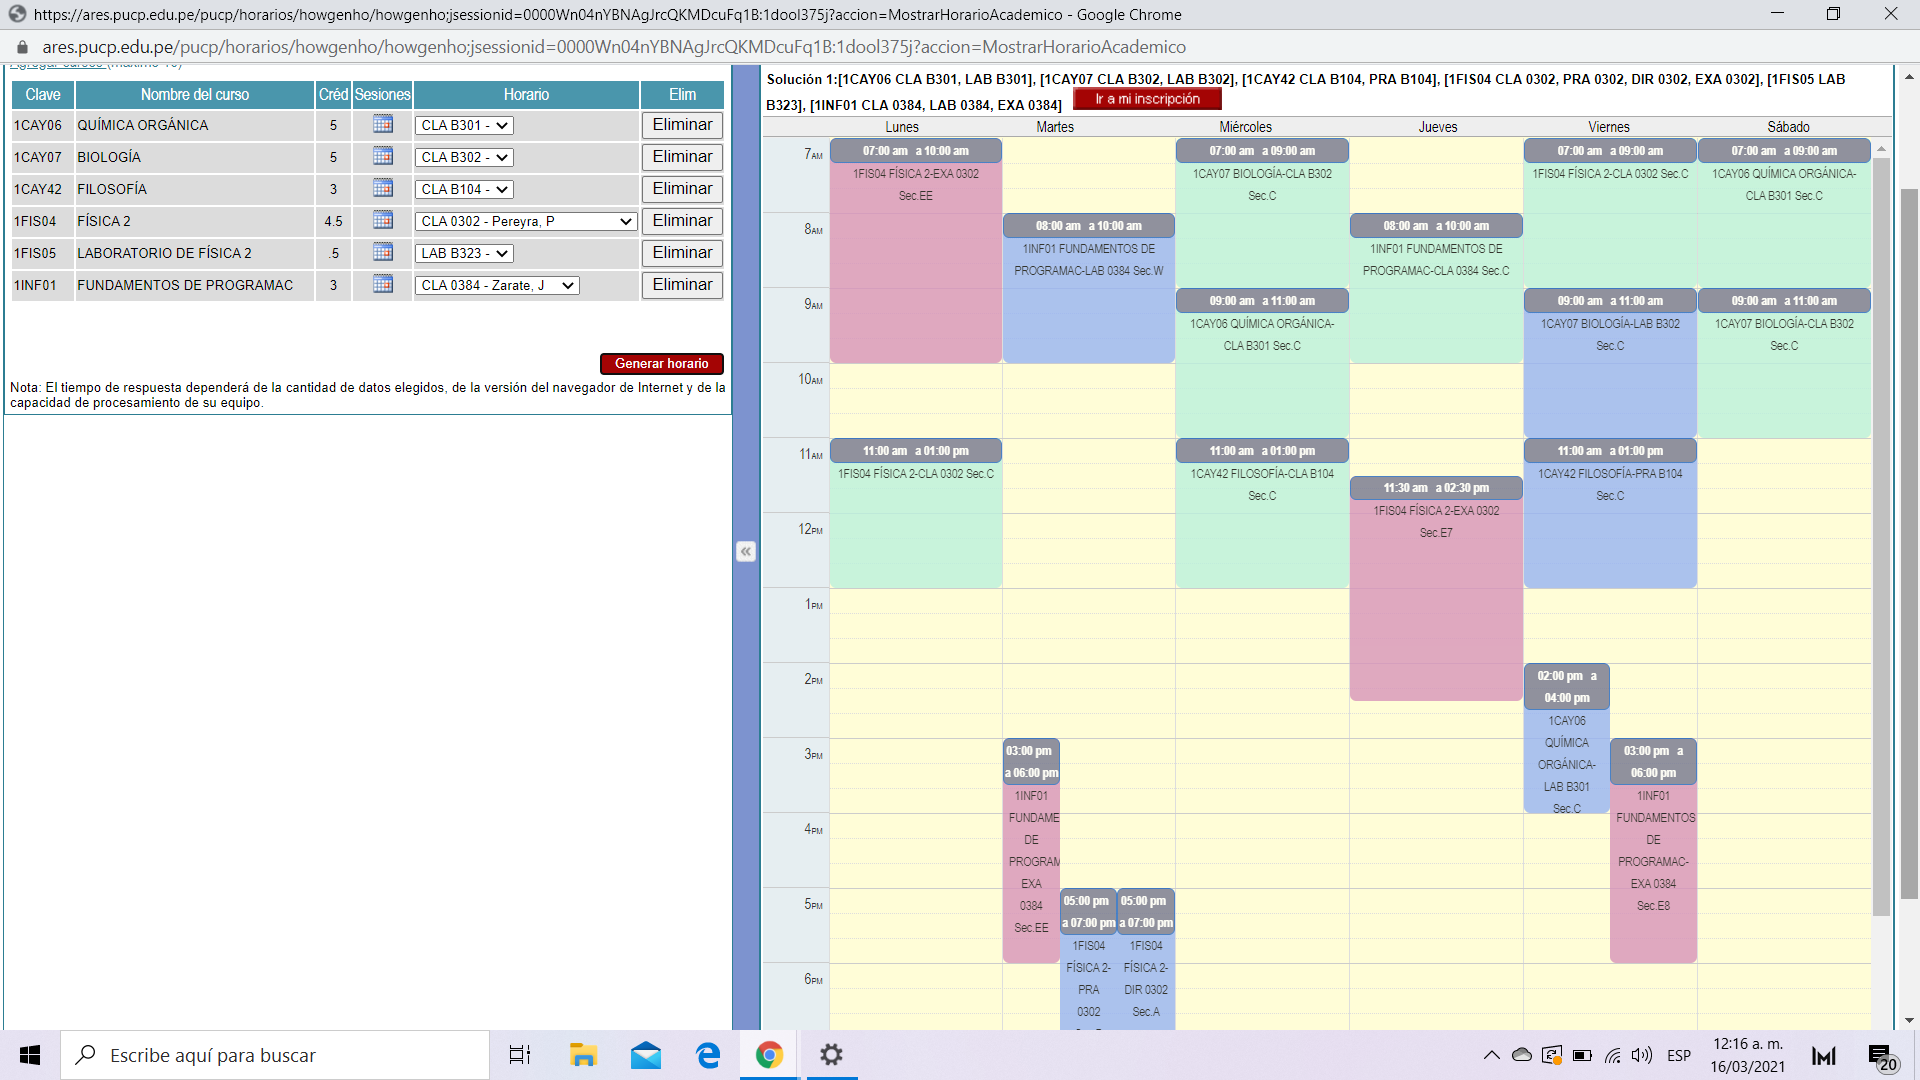 https://ares.pucp.edu.pe/pucp/horarios/howgenho/howgenho;jsessionid=0000Wn04nYBNAgJrcQKMDcuFq1B:1dool375j?accion=MostrarHorarioAcademico - Google Chrome
ares.pucp.edu.pe/pucp/horarios/howgenho/howgenho;jsessionid=0000Wn04nYBNAgJrcQKMDcuFq1B:1dool375j?accion=MostrarHorarioAcademico
Clave Nombre del curso Créd Sesiones Horario Elim
1CAY06 QUÍMICA ORGÁNICA 5 CLA B301 - Eliminar
1CAY07 BIOLOGÍA 5 CLA B302 - Eliminar
1CAY42 FILOSOFÍA 3 CLA B104 - Eliminar
1FIS04 FÍSICA 2 4.5 CLA 0302 - Pereyra, P Eliminar
1FIS05 LABORATORIO DE FÍSICA 2 .5 LAB B323 - Eliminar
1INF01 FUNDAMENTOS DE PROGRAMAC 3 CLA 0384 - Zarate, J Eliminar
Generar horario
Nota: El tiempo de respuesta dependerá de la cantidad de datos elegidos, de la versión del navegador de Internet y de la
capacidad de procesamiento de su equipo.
«
Solución 1:[1CAY06 CLA B301, LAB B301], [1CAY07 CLA B302, LAB B302], [1CAY42 CLA B104, PRA B104], [1FIS04 CLA 0302, PRA 0302, DIR 0302, EXA 0302], [1FIS05 LAB
B323], [1INF01 CLA 0384, LAB 0384, EXA 0384] Ir a mi inscripción
Lunes Martes Miércoles Jueves Viernes Sábado
7AM
8AM
9AM
10AM
11AM
12PM
1PM
2PM
3PM
4PM
5PM
6PM
07:00 am a 10:00 am
1FIS04 FÍSICA 2-EXA 0302
Sec.EE
11:00 am a 01:00 pm
1FIS04 FÍSICA 2-CLA 0302 Sec.C
08:00 am a 10:00 am
1INF01 FUNDAMENTOS DE
PROGRAMAC-LAB 0384 Sec.W
03:00 pm
a 06:00 pm
1INF01
FUNDAME
DE
PROGRAM
EXA
0384
Sec.EE
05:00 pm
a 07:00 pm
1FIS04
FÍSICA 2-
PRA
0302
05:00 pm
a 07:00 pm
1FIS04
FÍSICA 2-
DIR 0302
Sec.A
07:00 am a 09:00 am
1CAY07 BIOLOGÍA-CLA B302
Sec.C
09:00 am a 11:00 am
1CAY06 QUÍMICA ORGÁNICA-
CLA B301 Sec.C
11:00 am a 01:00 pm
1CAY42 FILOSOFÍA-CLA B104
Sec.C
08:00 am a 10:00 am
1INF01 FUNDAMENTOS DE
PROGRAMAC-CLA 0384 Sec.C
11:30 am a 02:30 pm
1FIS04 FÍSICA 2-EXA 0302
Sec.E7
07:00 am a 09:00 am
1FIS04 FÍSICA 2-CLA 0302 Sec.C
09:00 am a 11:00 am
1CAY07 BIOLOGÍA-LAB B302
Sec.C
11:00 am a 01:00 pm
1CAY42 FILOSOFÍA-PRA B104
Sec.C
02:00 pm a
04:00 pm
1CAY06
QUÍMICA
ORGÁNICA-
LAB B301
Sec.C
03:00 pm a
06:00 pm
1INF01
FUNDAMENTOS
DE
PROGRAMAC-
EXA 0384
Sec.E8
07:00 am a 09:00 am
1CAY06 QUÍMICA ORGÁNICA-
CLA B301 Sec.C
09:00 am a 11:00 am
1CAY07 BIOLOGÍA-CLA B302
Sec.C
Escribe aquí para buscar
ESP
12:16 a. m.
16/03/2021
20